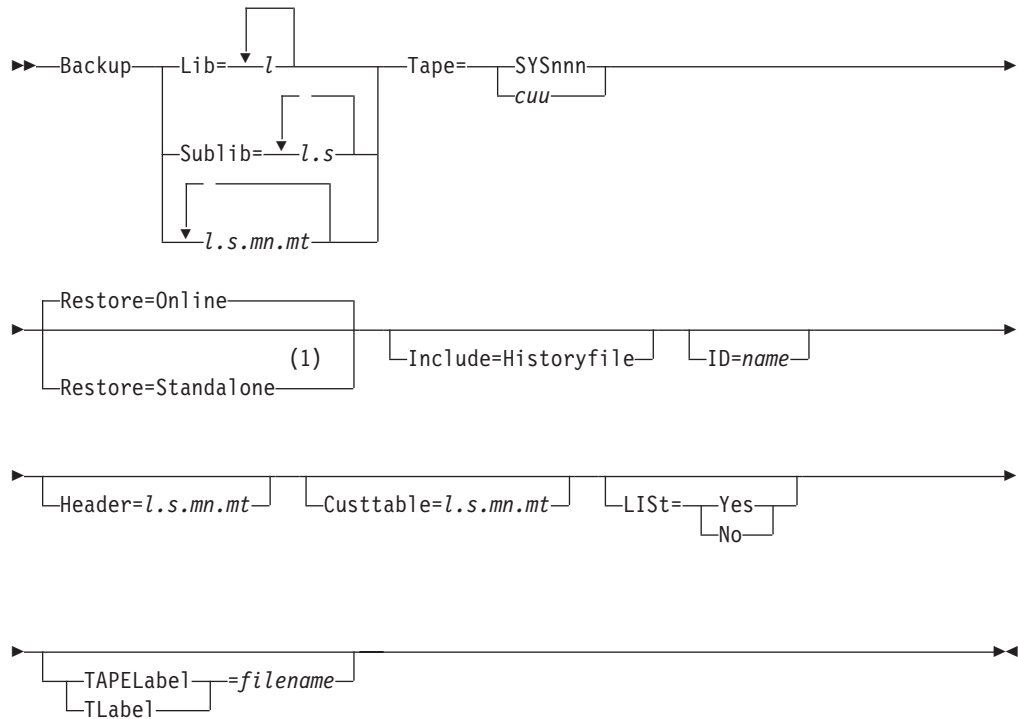 Backup Lib= l Tape= SYSnnn
cuu
Sublib= l.s
l.s.mn.mt
Restore=Online
(1) Include=Historyfile ID=name
Restore=Standalone
Header=l.s.mn.mt Custtable=l.s.mn.mt LISt= Yes
No
TAPELabel =filename
TLabel